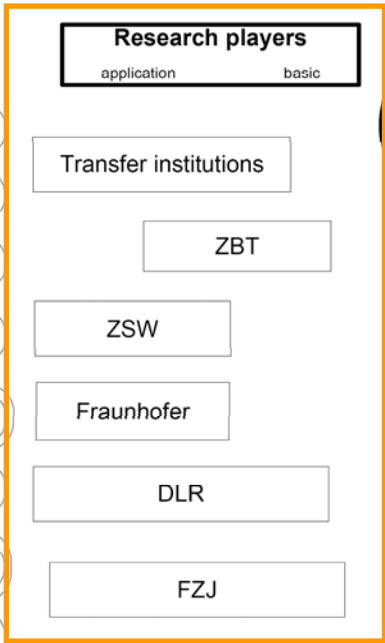 Research players
application basic
Transfer institutions
ZBT
ZSW
Fraunhofer
DLR
FZJ